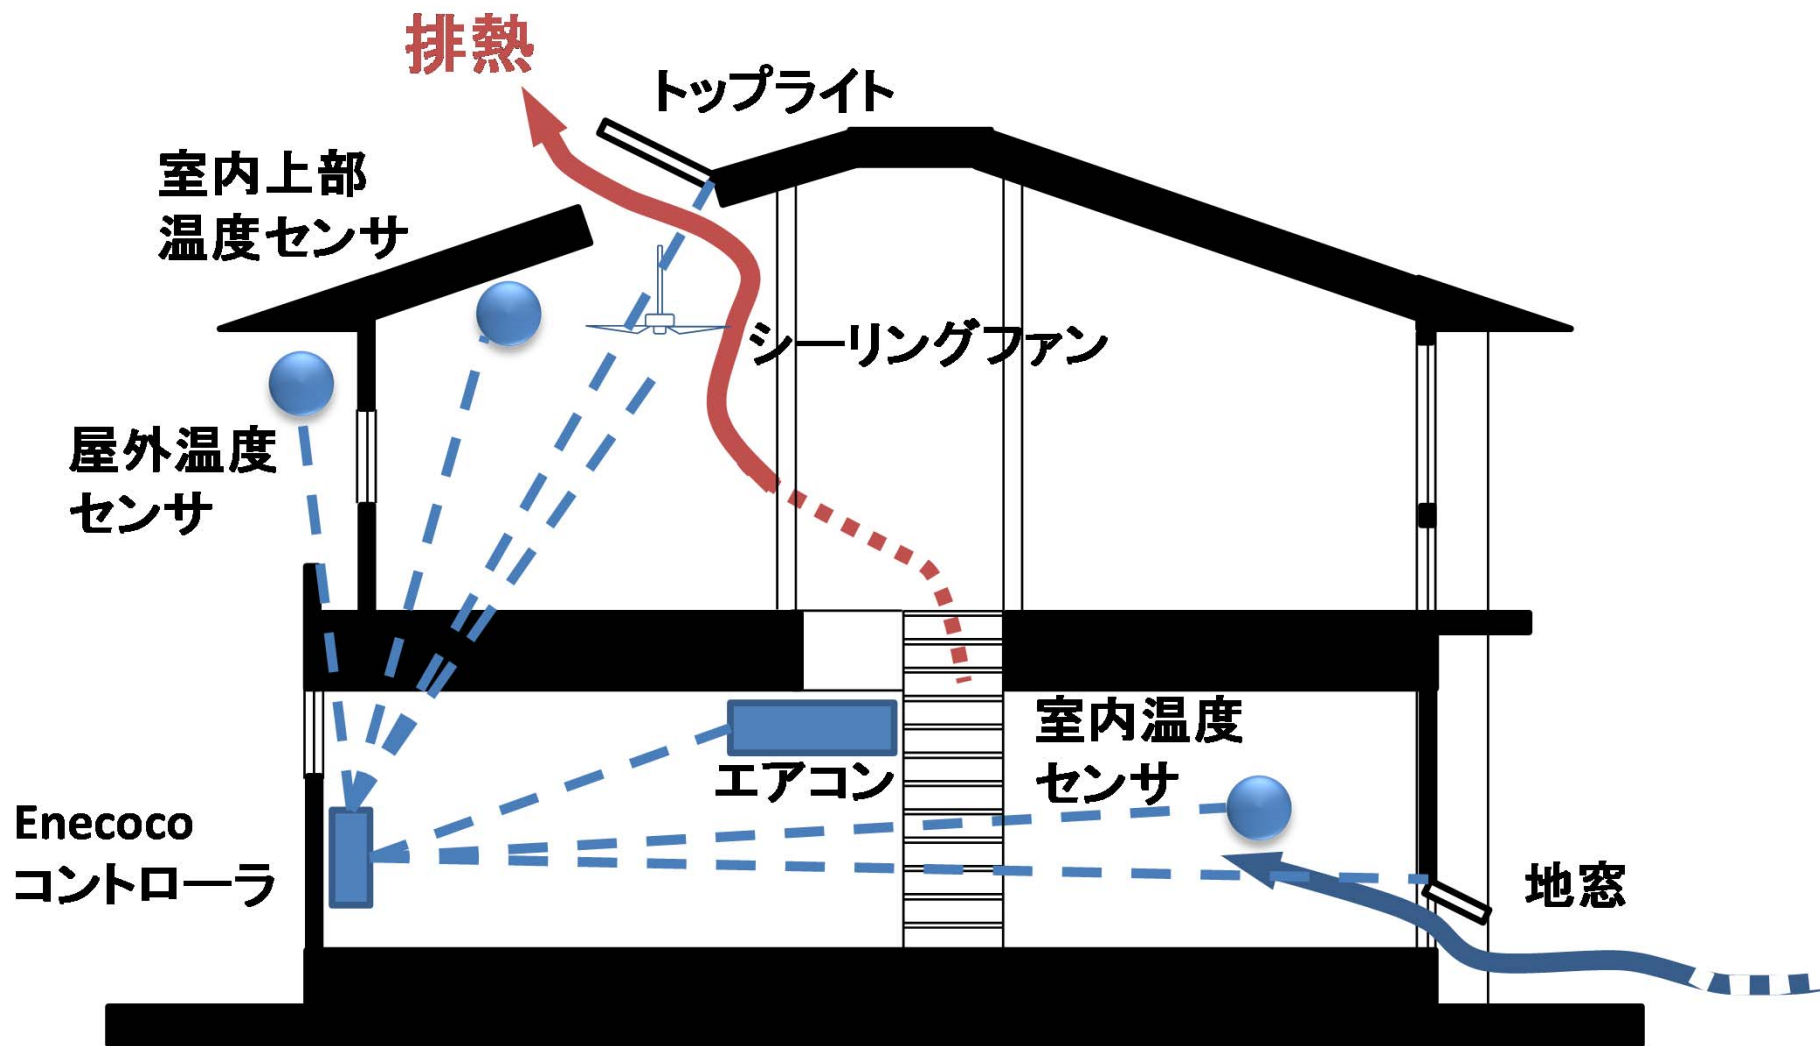 排熱
トップライト
室内上部
温度センサ
シーリングファン
屋外温度
センサ
室内温度
センサ
エアコン
Enecoco
コントローラ
地窓